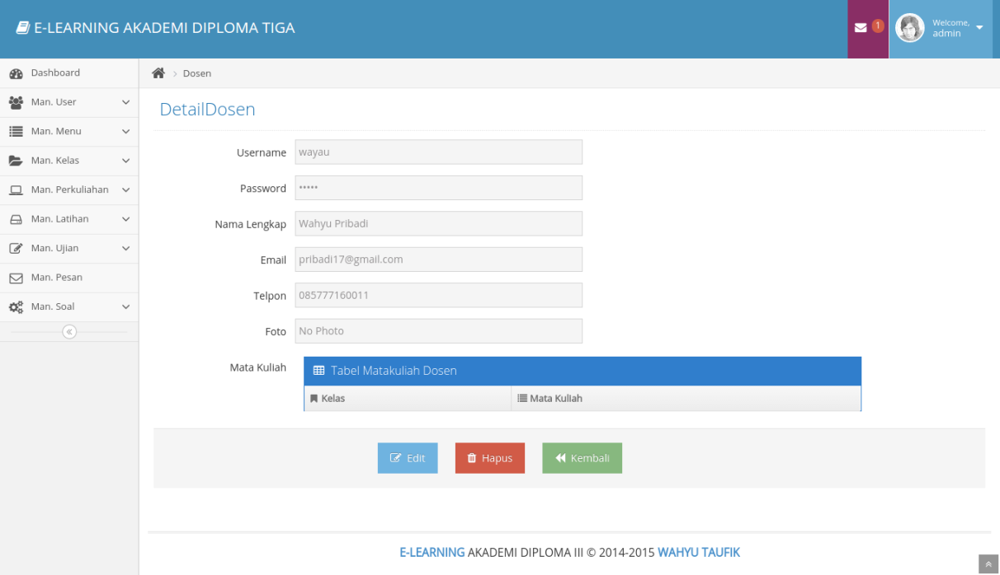 E-LEARNING AKADEMI DIPLOMA TIGA
1
Welcome,
admin
Dashboard
Man. User
Man. Menu
Man. Kelas
Man. Perkuliahan
Man. Latihan
Man. Ujian
Man. Pesan
Man. Soal
Dosen
DetailDosen
Username wayau
Password •••••
Nama Lengkap Wahyu Pribadi
Email pribadi17@gmail.com
Telpon 085777160011
Foto No Photo
Mata Kuliah
Tabel Matakuliah Dosen
Kelas Mata Kuliah
Edit Hapus Kembali
E-LEARNING AKADEMI DIPLOMA III © 2014-2015 WAHYU TAUFIK